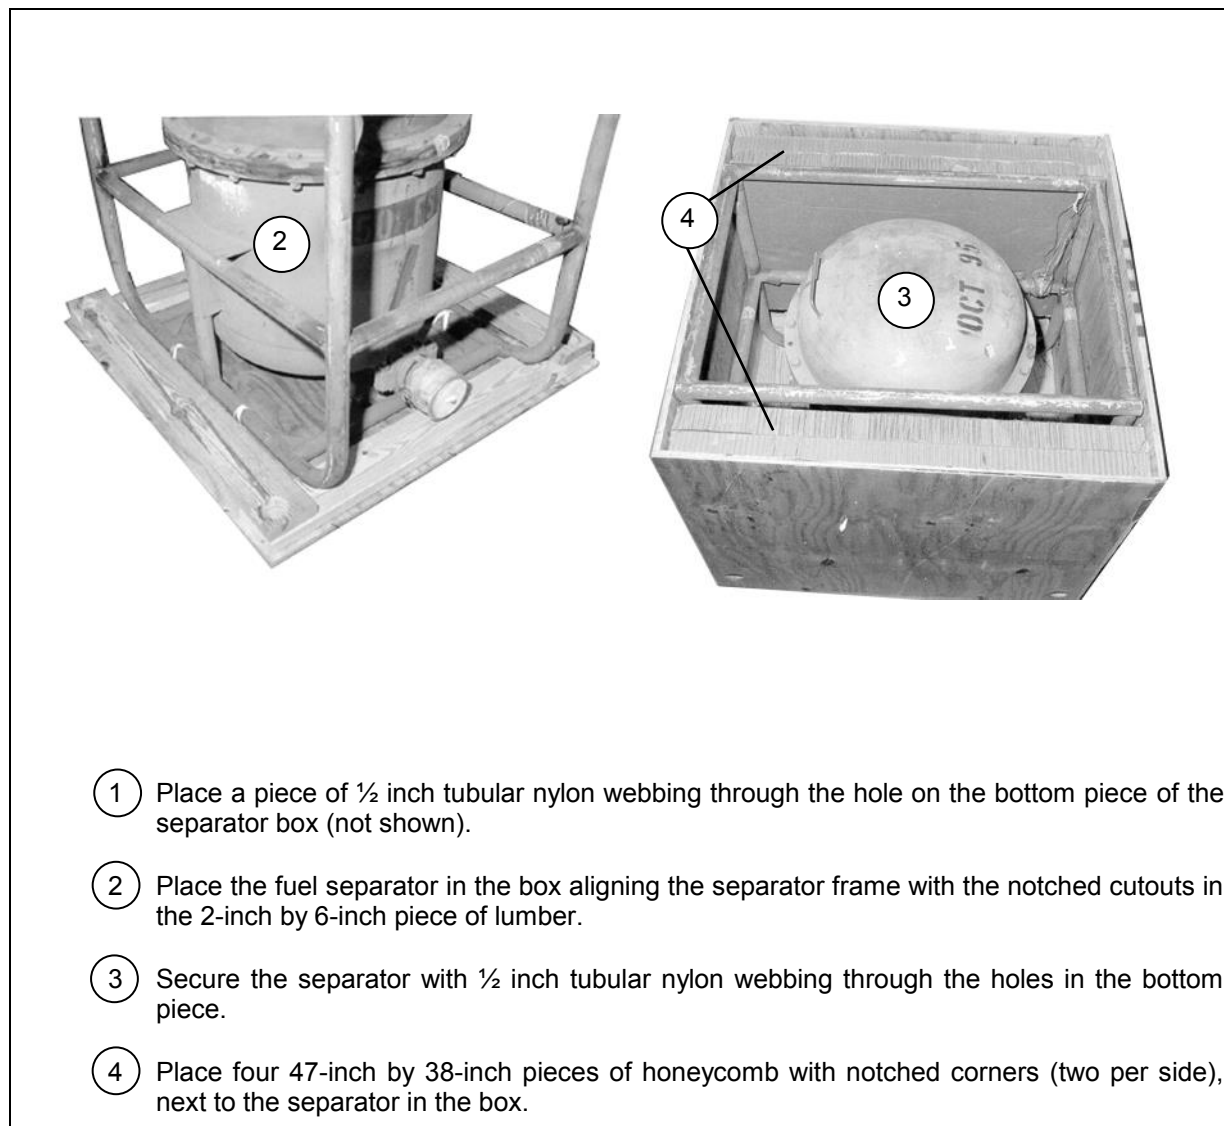 2
4
3
OCT 95
1 Place a piece of ½ inch tubular nylon webbing through the hole on the bottom piece of the
separator box (not shown).
2 Place the fuel separator in the box aligning the separator frame with the notched cutouts in
the 2-inch by 6-inch piece of lumber.
3 Secure the separator with ½ inch tubular nylon webbing through the holes in the bottom
piece.
4 Place four 47-inch by 38-inch pieces of honeycomb with notched corners (two per side),
next to the separator in the box.